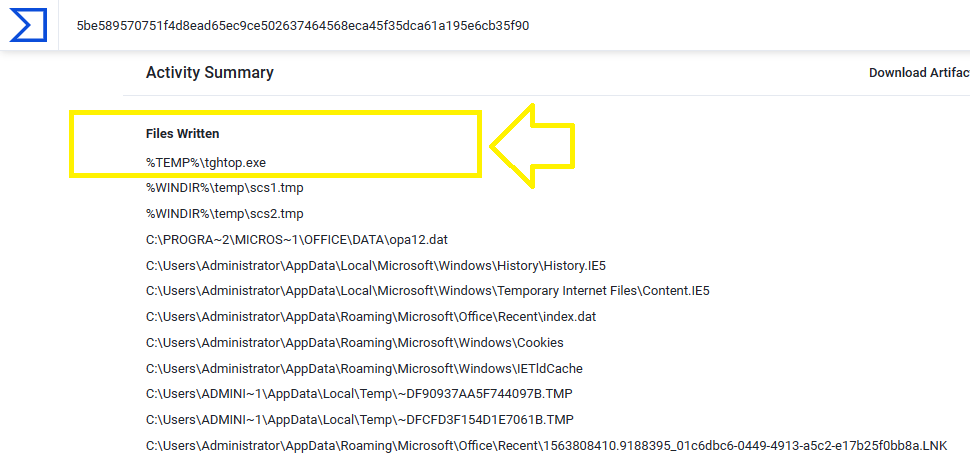 5be589570751f4d8ead65ec9ce502637464568eca45f35dca61a195e6cb35f90
Activity Summary
Download Artifac
Files Written
%TEMP%\tghtop.exe
%WINDIR%\temp\scs1.tmp
%WINDIR%\temp\scs2.tmp
C:\PROGRA~2\MICROS~1\OFFICE\DATA\opa12.dat
C:\Users\Administrator\AppData\Local\Microsoft\Windows\History\History.IE5
C:\Users\Administrator\AppData\Local\Microsoft\Windows\Temporary Internet Files\Content.IE5
C:\Users\Administrator\AppData\Roaming\Microsoft\Office\Recent\index.dat
C:\Users\Administrator\AppData\Roaming\Microsoft\Windows\Cookies
C:\Users\Administrator\AppData\Roaming\Microsoft\Windows\IETldCache
C:\Users\ADMINI~1\AppData\Local\Temp\~DF90937AA5F744097B.TMP
C:\Users\ADMINI~1\AppData\Local\Temp\~DFCFD3F154D1E7061B.TMP
C:\Users\Administrator\AppData\Roaming\Microsoft\Office\Recent\1563808410.9188395_01c6dbc6-0449-4913-a5c2-e17b25f0bb8a.LNK